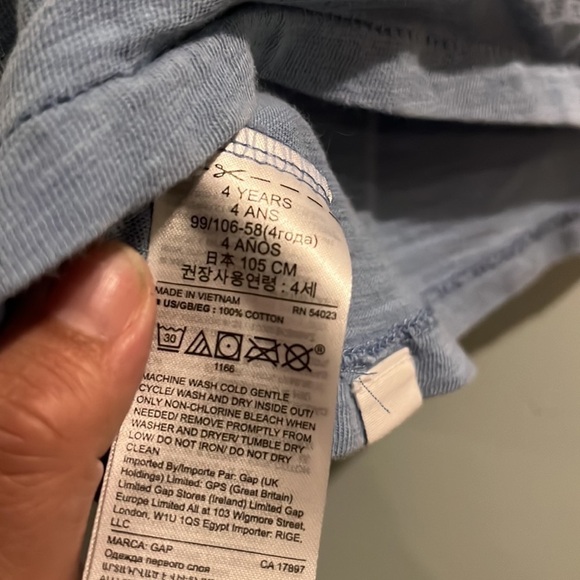 4 YEARS
4 ANS
99/106-58(4года)
4 AÑOS
日本 105 CM
권장사용연령 : 4세
MADE IN VIETNAM RN 54023
US/GB/EG : 100% COTTON
30
1166
MACHINE WASH COLD GENTLE
CYCLE/ WASH AND DRY INSIDE OUT/
ONLY NON-CHLORINE BLEACH WHEN
NEEDED/ REMOVE PROMPTLY FROM
WASHER AND DRYER/ TUMBLE DRY
LOW/ DO NOT IRON/ DO NOT DRY
CLEAN
Imported By/Importe Par: Gap (UK
Holdings) Limited: GPS (Great Britain)
Limited Gap Stores (Ireland) Limited Gap
Europe Limited All at 103 Wigmore Street,
London, W1U 1QS Egypt Importer: RIGE,
LLC
MARCA: GAP CA 17897
Одежда первого слоя